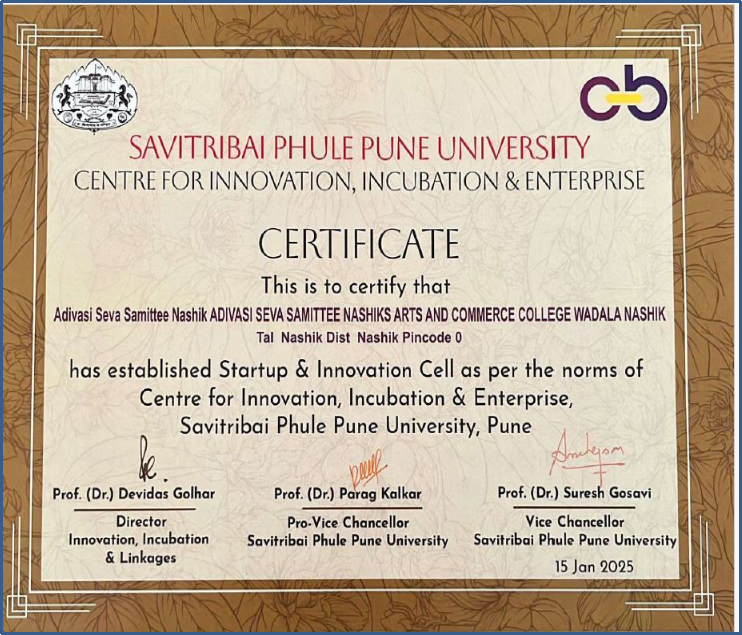 SAVITRIBAI PHULE PUNE UNIVERSITY
CENTRE FOR INNOVATION, INCUBATION & ENTERPRISE
CERTIFICATE
This is to certify that
Adivasi Seva Samittee Nashik ADIVASI SEVA SAMITTEE NASHIKS ARTS AND COMMERCE COLLEGE WADALA NASHIK
Tal Nashik Dist Nashik Pincode 0
has established Startup & Innovation Cell as per the norms of
Centre for Innovation, Incubation & Enterprise,
Savitribai Phule Pune University, Pune
Prof. (Dr.) Devidas Golhar
Director
Innovation, Incubation
& Linkages
Prof. (Dr.) Parag Kalkar
Pro-Vice Chancellor
Savitribai Phule Pune University
Prof. (Dr.) Suresh Gosavi
Vice Chancellor
Savitribai Phule Pune University
15 Jan 2025